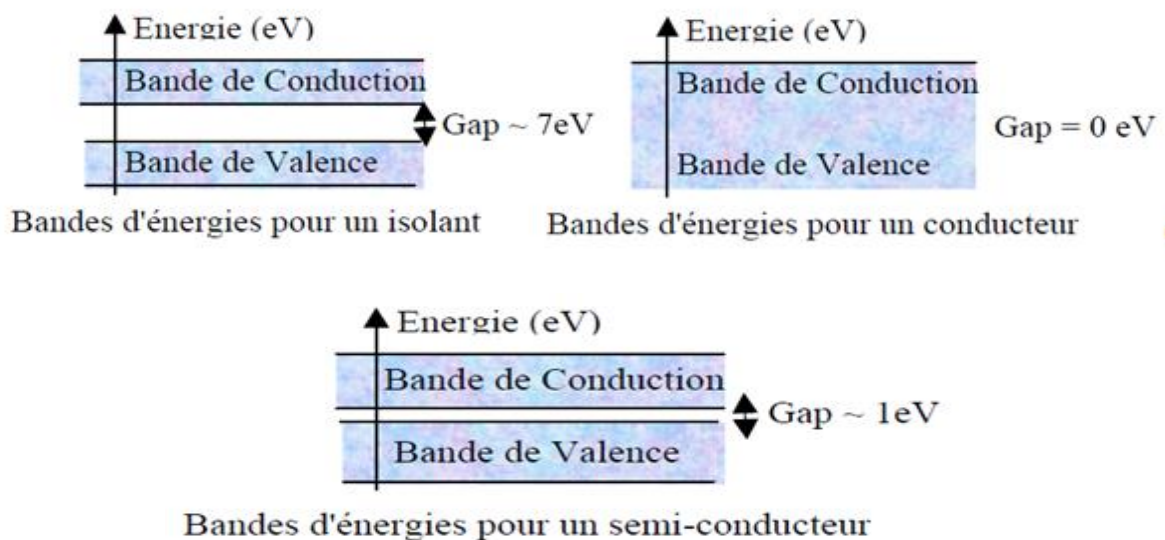 Energie (eV)
Bande de Conduction
Gap ~ 7eV
Bande de Valence
Bandes d'énergies pour un isolant
Energie (eV)
Bande de Conduction
Gap = 0 eV
Bande de Valence
Bandes d'énergies pour un conducteur
Energie (eV)
Bande de Conduction
Gap ~ 1eV
Bande de Valence
Bandes d'énergies pour un semi-conducteur